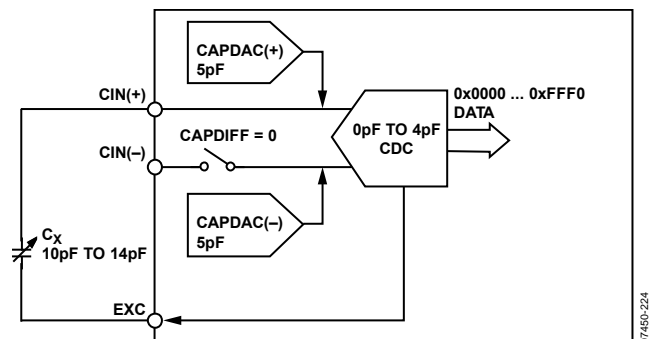 CAPDAC(+)
5pF
CIN(+)
0x0000 ... 0xFFF0
DATA
CAPDIFF = 0
0pF TO 4pF
CDC
CIN(–)
CAPDAC(–)
5pF
CX
10pF TO 14pF
EXC
07450-224